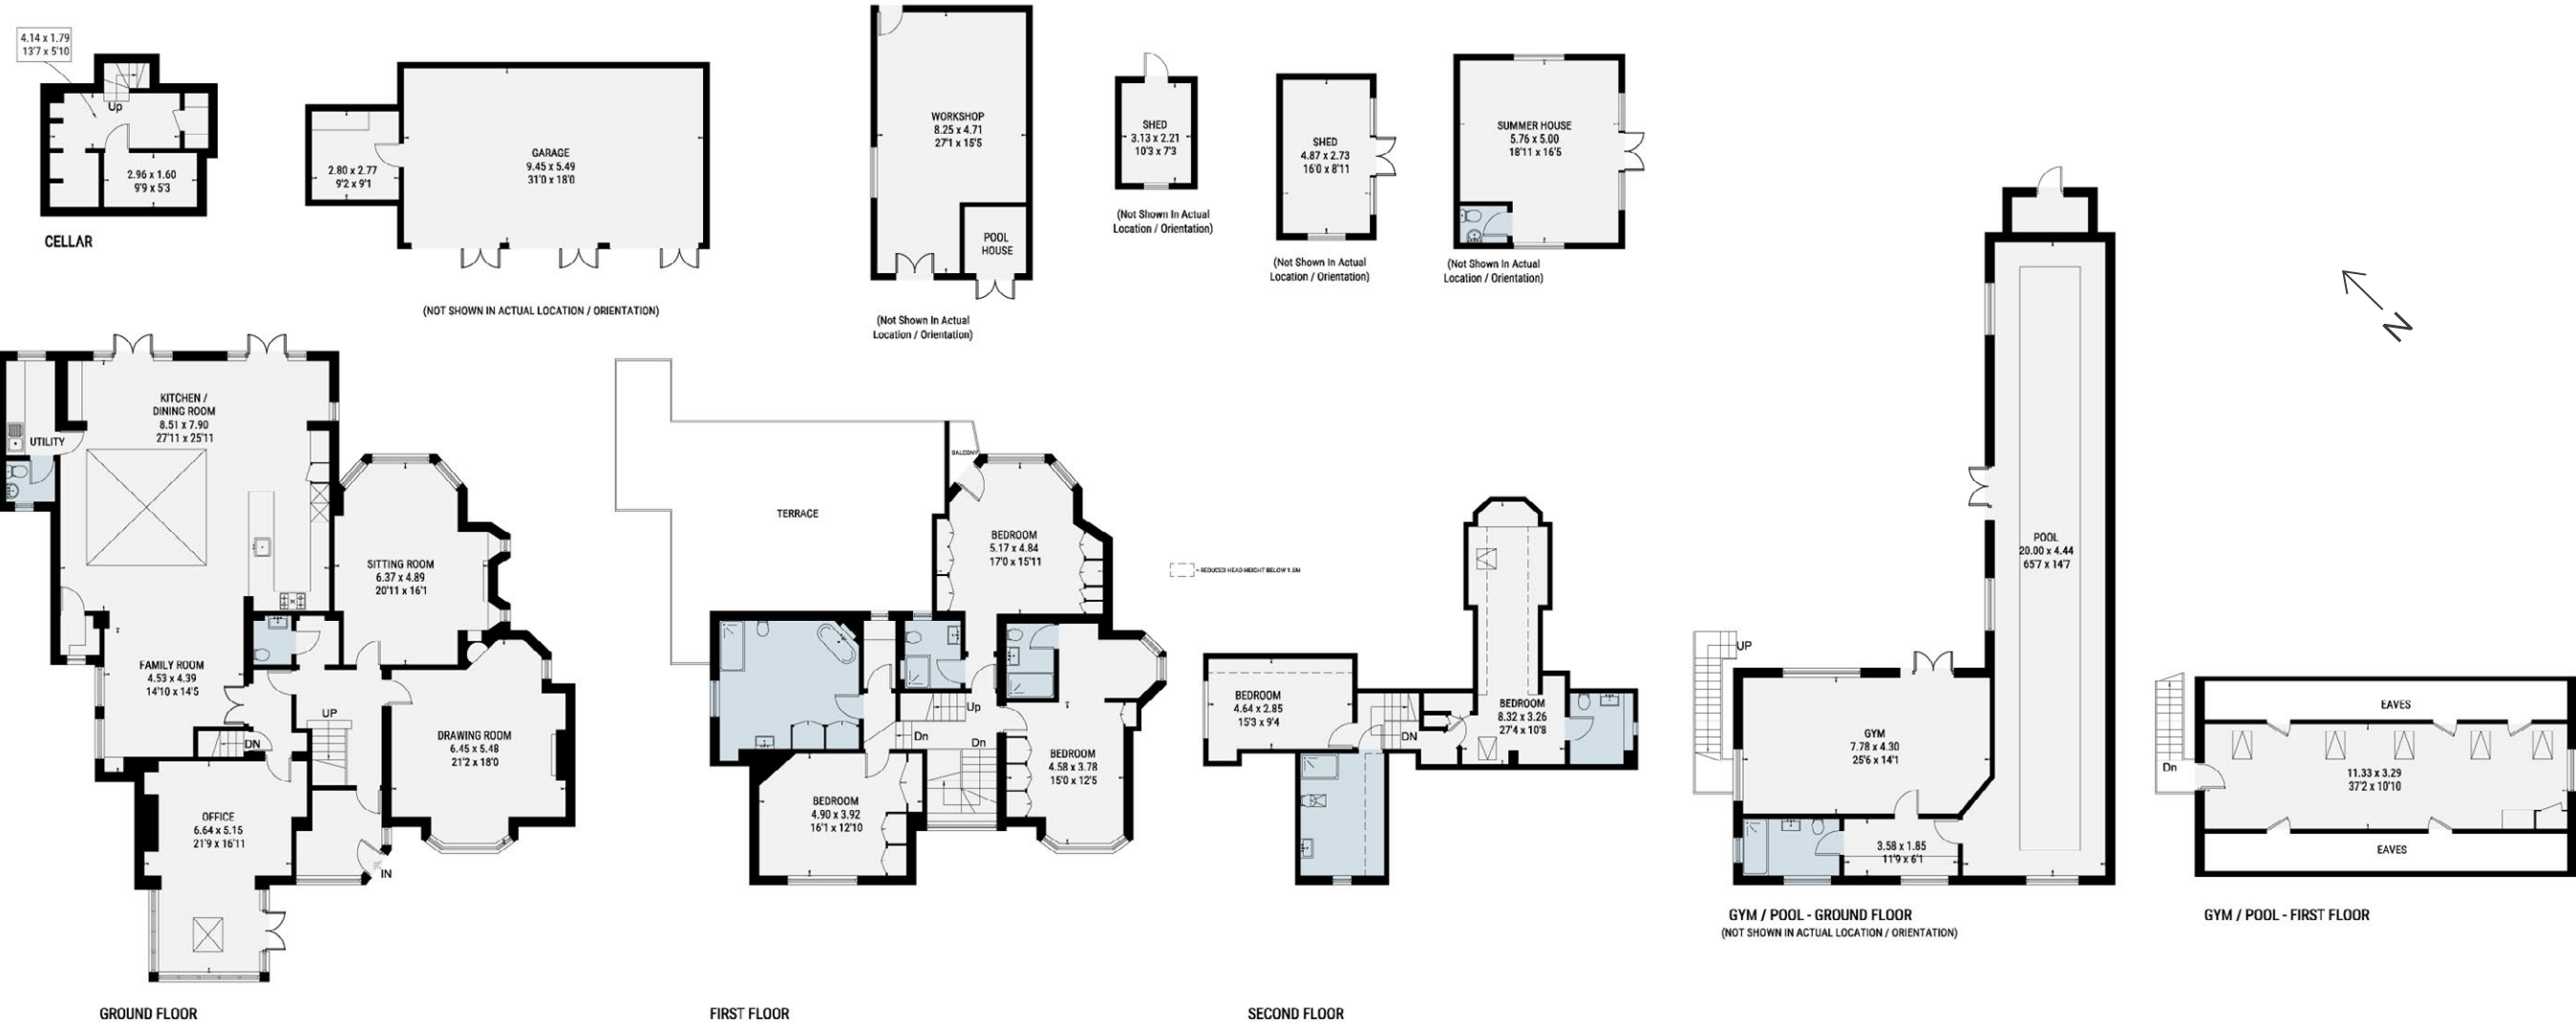 4.14 x 1.79
13'7 x 5'10
Up
2.96 x 1.60
9'9 x 5'3
CELLAR
2.80 x 2.77
9'2 x 9'1
GARAGE
9.45 x 5.49
31'0 x 18'0
(NOT SHOWN IN ACTUAL LOCATION / ORIENTATION)
WORKSHOP
8.25 x 4.71
27'1 x 15'5
POOL
HOUSE
(Not Shown In Actual
Location / Orientation)
SHED
3.13 x 2.21
10'3 x 7'3
(Not Shown In Actual
Location / Orientation)
SHED
4.87 x 2.73
16'0 x 8'11
(Not Shown In Actual
Location / Orientation)
SUMMER HOUSE
5.76 x 5.00
18'11 x 16'5
(Not Shown In Actual
Location / Orientation)
N
KITCHEN /
DINING ROOM
8.51 x 7.90
27'11 x 25'11
UTILITY
SITTING ROOM
6.37 x 4.89
20'11 x 16'1
FAMILY ROOM
4.53 x 4.39
14'10 x 14'5
UP
DN
DRAWING ROOM
6.45 x 5.48
21'2 x 18'0
OFFICE
6.64 x 5.15
21'9 x 16'11
IN
GROUND FLOOR
TERRACE
BALCONY
BEDROOM
5.17 x 4.84
17'0 x 15'11
Up
Dn
Dn
BEDROOM
4.58 x 3.78
15'0 x 12'5
BEDROOM
4.90 x 3.92
16'1 x 12'10
FIRST FLOOR
= REDUCED HEAD HEIGHT BELOW 1.5M
BEDROOM
4.64 x 2.85
15'3 x 9'4
DN
BEDROOM
8.32 x 3.26
27'4 x 10'8
SECOND FLOOR
POOL
20.00 x 4.44
65'7 x 14'7
UP
GYM
7.78 x 4.30
25'6 x 14'1
3.58 x 1.85
11'9 x 6'1
GYM / POOL - GROUND FLOOR
(NOT SHOWN IN ACTUAL LOCATION / ORIENTATION)
EAVES
Dn
11.33 x 3.29
37'2 x 10'10
EAVES
GYM / POOL - FIRST FLOOR